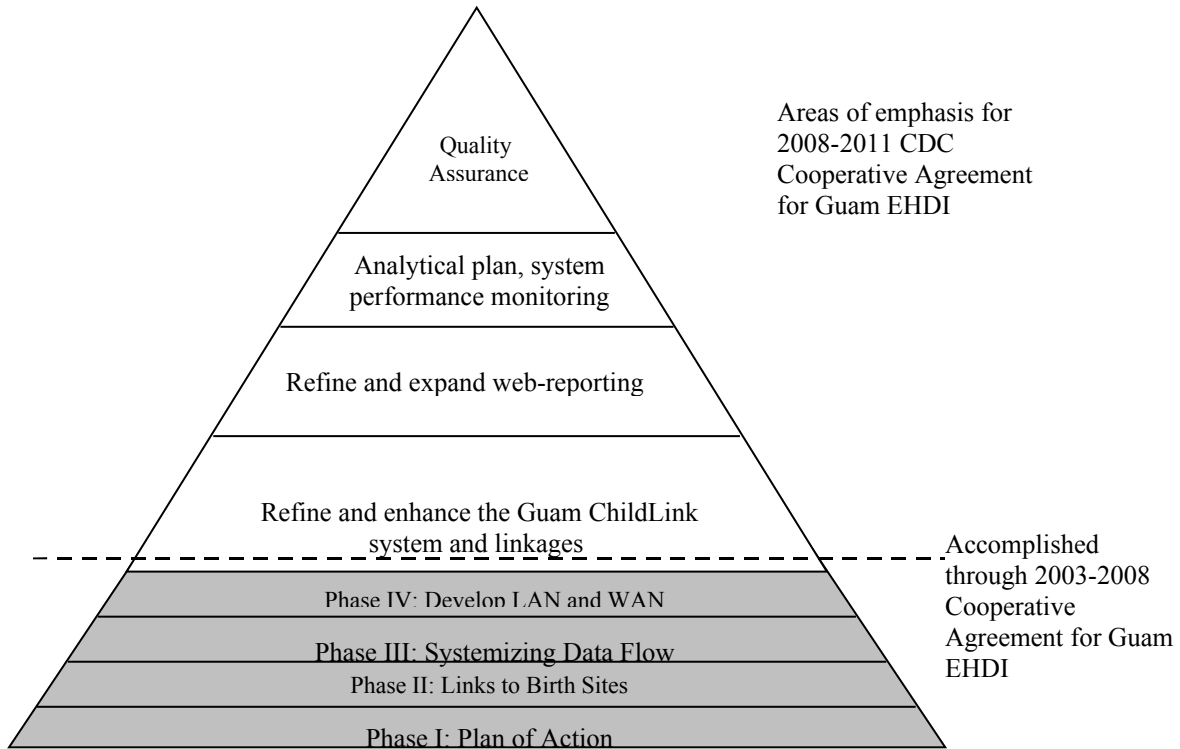 Quality
Assurance
Areas of emphasis for
2008-2011 CDC
Cooperative Agreement
for Guam EHDI
Analytical plan, system
performance monitoring
Refine and expand web-reporting
Refine and enhance the Guam ChildLink
system and linkages
Accomplished
through 2003-2008
Cooperative
Agreement for Guam
EHDI
Phase IV: Develop LAN and WAN
Phase III: Systemizing Data Flow
Phase II: Links to Birth Sites
Phase I: Plan of Action